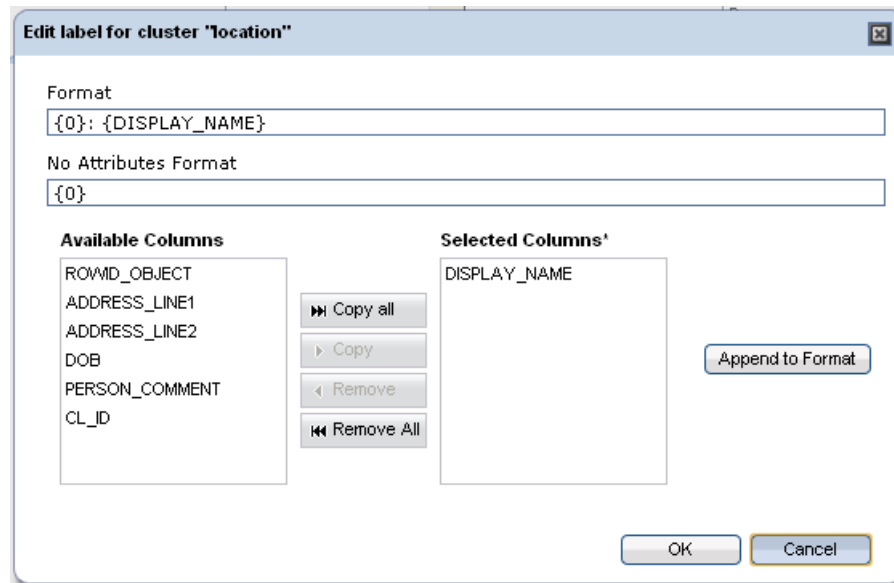 Edit label for cluster "location"
Format
{0}: {DISPLAY_NAME}
No Attributes Format
{0}
Available Columns
Selected Columns*
ROWID_OBJECT
ADDRESS_LINE1
ADDRESS_LINE2
DOB
PERSON_COMMENT
CL_ID
Copy all
Copy
Remove
Remove All
DISPLAY_NAME
Append to Format
OK
Cancel